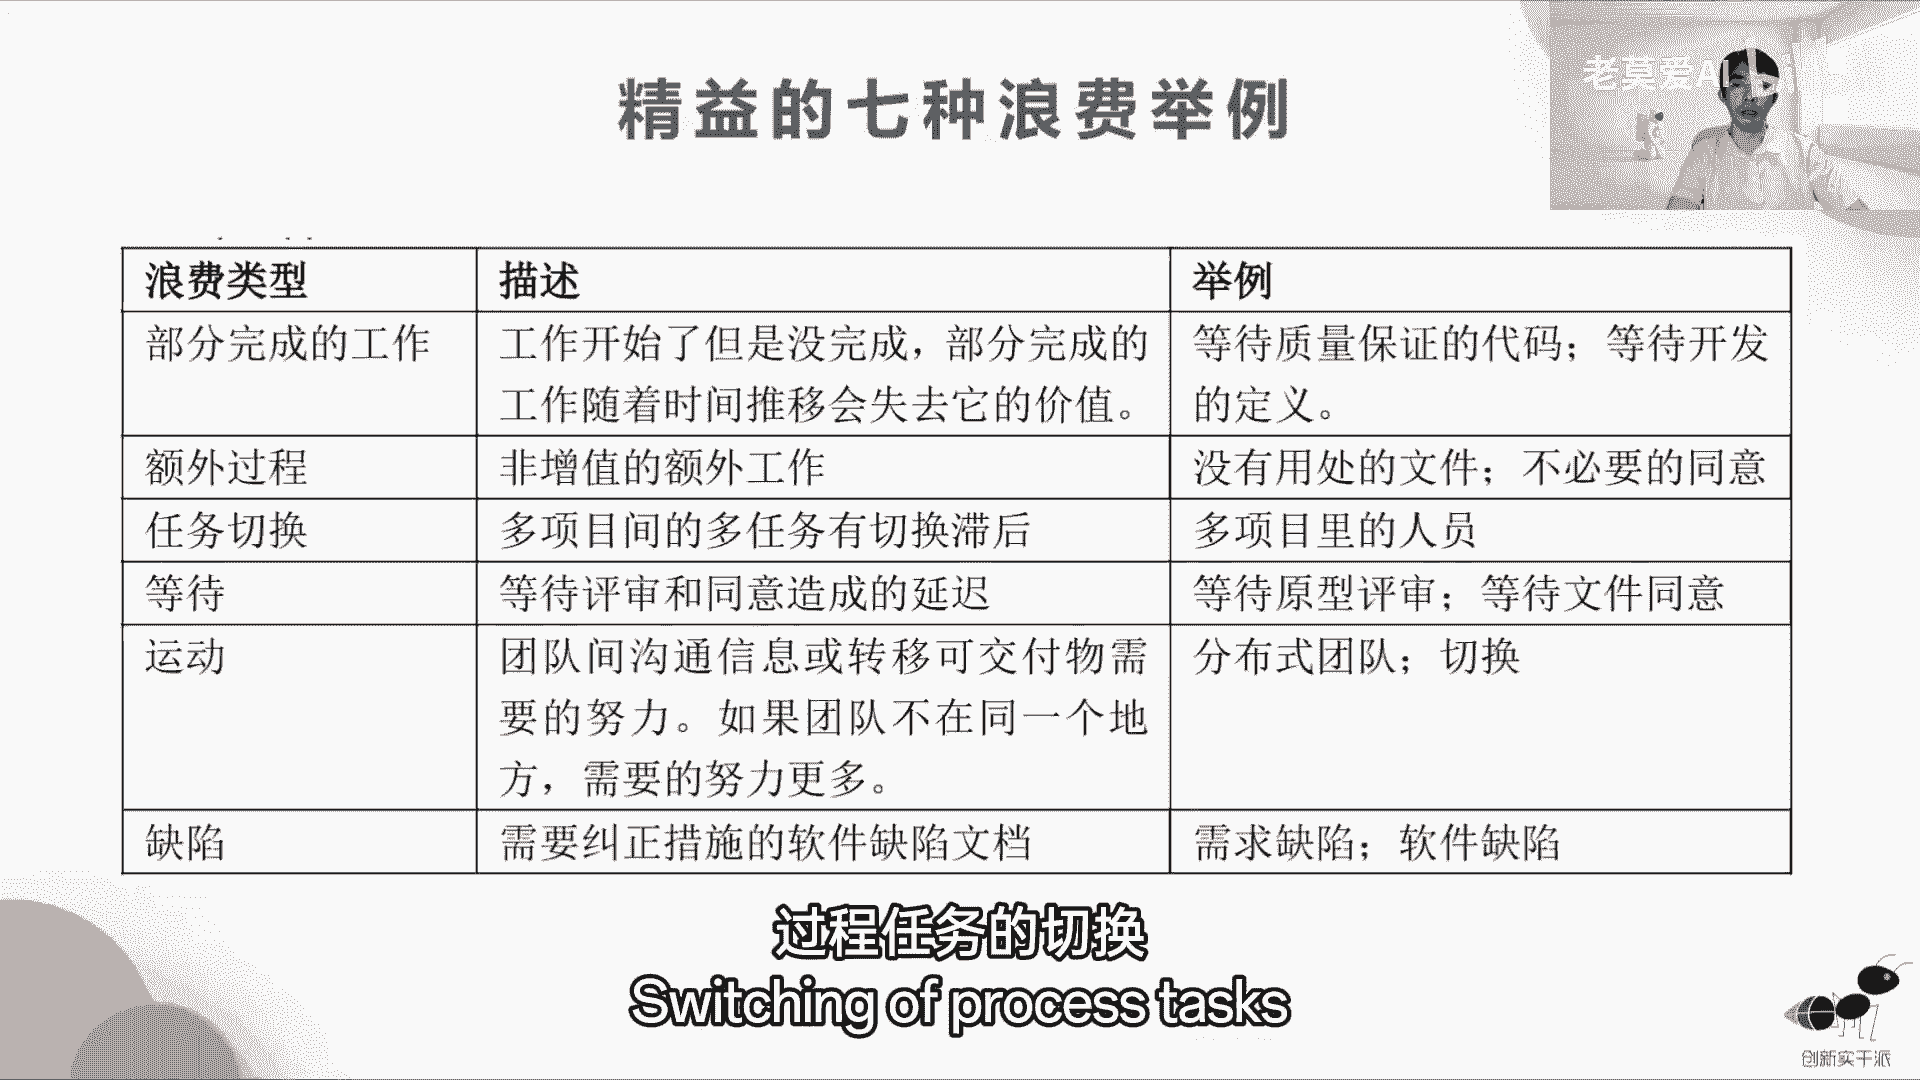 精益的七种浪费举例
老莫爱AI
浪费类型 描述 举例
部分完成的工作 工作开始了但是没完成，部分完成的 等待质量保证的代码；等待开发
工作随着时间推移会失去它的价值。 的定义。
额外过程 非增值的额外工作 没有用处的文件；不必要的同意
任务切换 多项目间的多任务有切换滞后 多项目里的人员
等待 等待评审和同意造成的延迟 等待原型评审；等待文件同意
运动 团队间沟通信息或转移可交付物需 分布式团队；切换
要的努力。如果团队不在同一个地
方，需要的努力更多。
缺陷 需要纠正措施的软件缺陷文档 需求缺陷；软件缺陷
过程任务的切换
Switching of process tasks
创新实干派